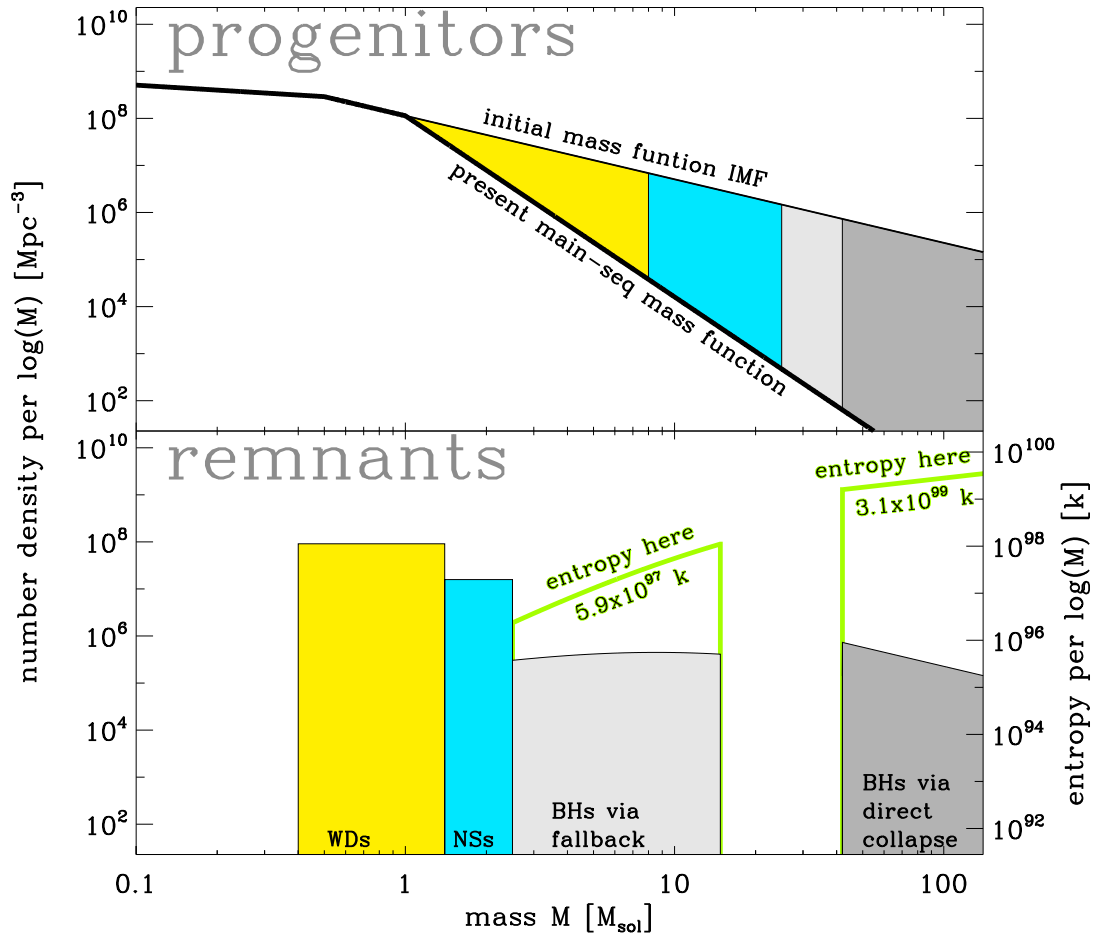 progenitors
10^10
10^8
10^6
10^4
10^2
initial mass funtion IMF
present main-seq mass function
number density per log(M) [Mpc^-3]
remnants
10^10
10^8
10^6
10^4
10^2
entropy here
5.9x10^97 k
entropy here
3.1x10^99 k
10^100
10^98
10^96
10^94
10^92
entropy per log(M) [k]
WDs
NSs
BHs via
fallback
BHs via
direct
collapse
0.1
1
10
100
mass M [M_sol]